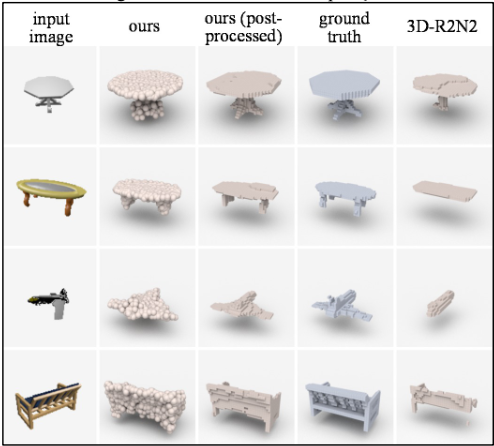 input image
ours
ours (post-processed)
ground truth
3D-R2N2